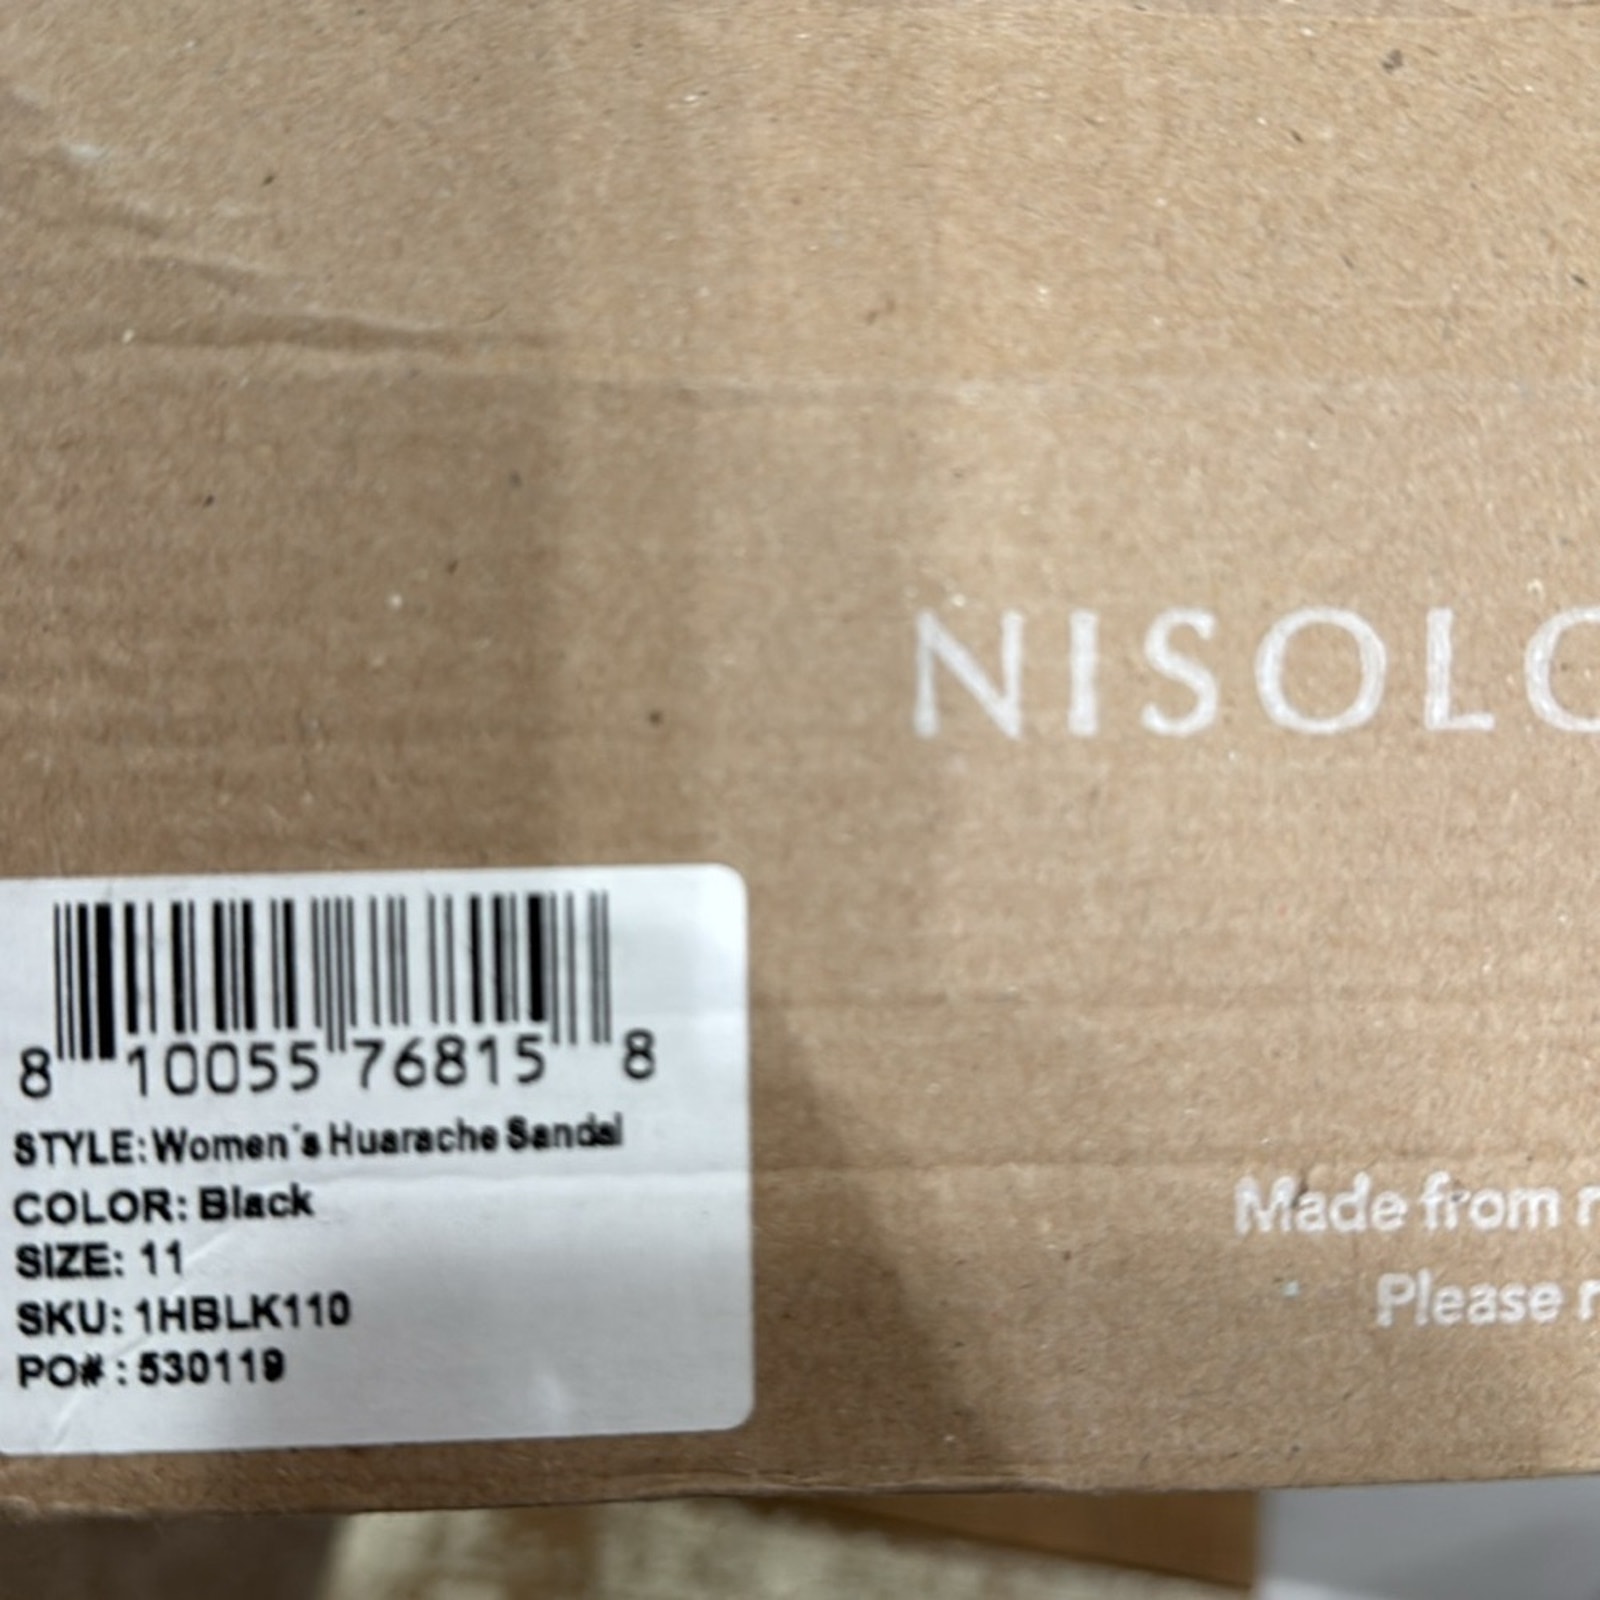 NISOLO
8 10055 76815 8
STYLE: Women´s Huarache Sandal
COLOR: Black
SIZE: 11
SKU: 1HBLK110
PO# : 530119
Made from
Please